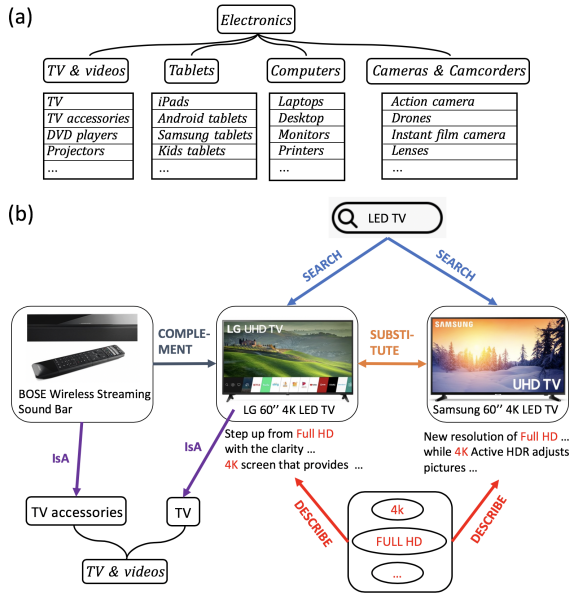 (a)
Electronics
TV & videos
Tablets
Computers
Cameras & Camcorders
TV
TV accessories
DVD players
Projectors
...
iPads
Android tablets
Samsung tablets
Kids tablets
...
Laptops
Desktop
Monitors
Printers
...
Action camera
Drones
Instant film camera
Lenses
...
(b)
LED TV
SEARCH
SEARCH
BOSE Wireless Streaming
Sound Bar
COMPLE-
MENT
LG UHD TV
LG 60’’ 4K LED TV
SUBSTI-
TUTE
SAMSUNG
UHD TV
Samsung 60’’ 4K LED TV
Step up from Full HD ...
with the clarity ...
4K screen that provides ...
New resolution of Full HD ...
while 4K Active HDR adjusts
pictures ...
IsA
IsA
TV accessories
TV
TV & videos
DESCRIBE
DESCRIBE
4k
FULL HD
...